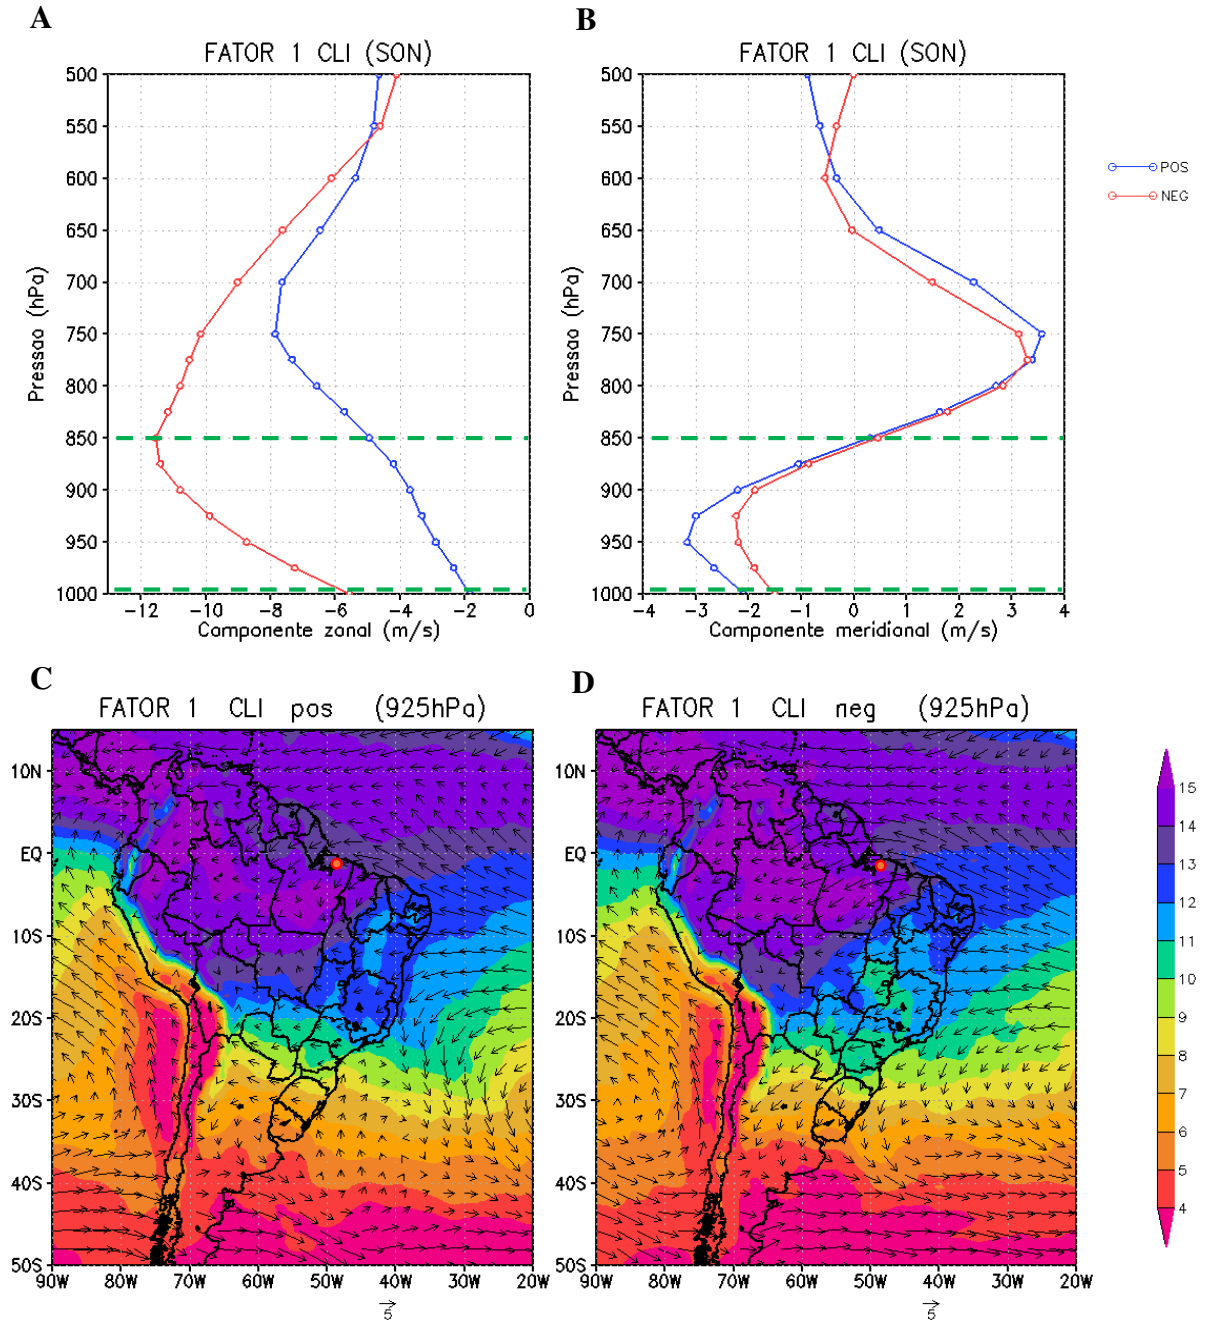 A
B
FATOR 1 CLI (SON)
FATOR 1 CLI (SON)
500
550
600
650
700
750
800
850
900
950
1000
Pressao (hPa)
-12 -10 -8 -6 -4 -2 0
Componente zonal (m/s)
500
550
600
650
700
750
800
850
900
950
1000
Pressao (hPa)
-4 -3 -2 -1 0 1 2 3 4
Componente meridional (m/s)
POS
NEG
C
D
FATOR 1 CLI pos (925hPa)
FATOR 1 CLI neg (925hPa)
10N
EQ
10S
20S
30S
40S
50S
90W 80W 70W 60W 50W 40W 30W 20W
5
10N
EQ
10S
20S
30S
40S
50S
90W 80W 70W 60W 50W 40W 30W 20W
5
15
14
13
12
11
10
9
8
7
6
5
4